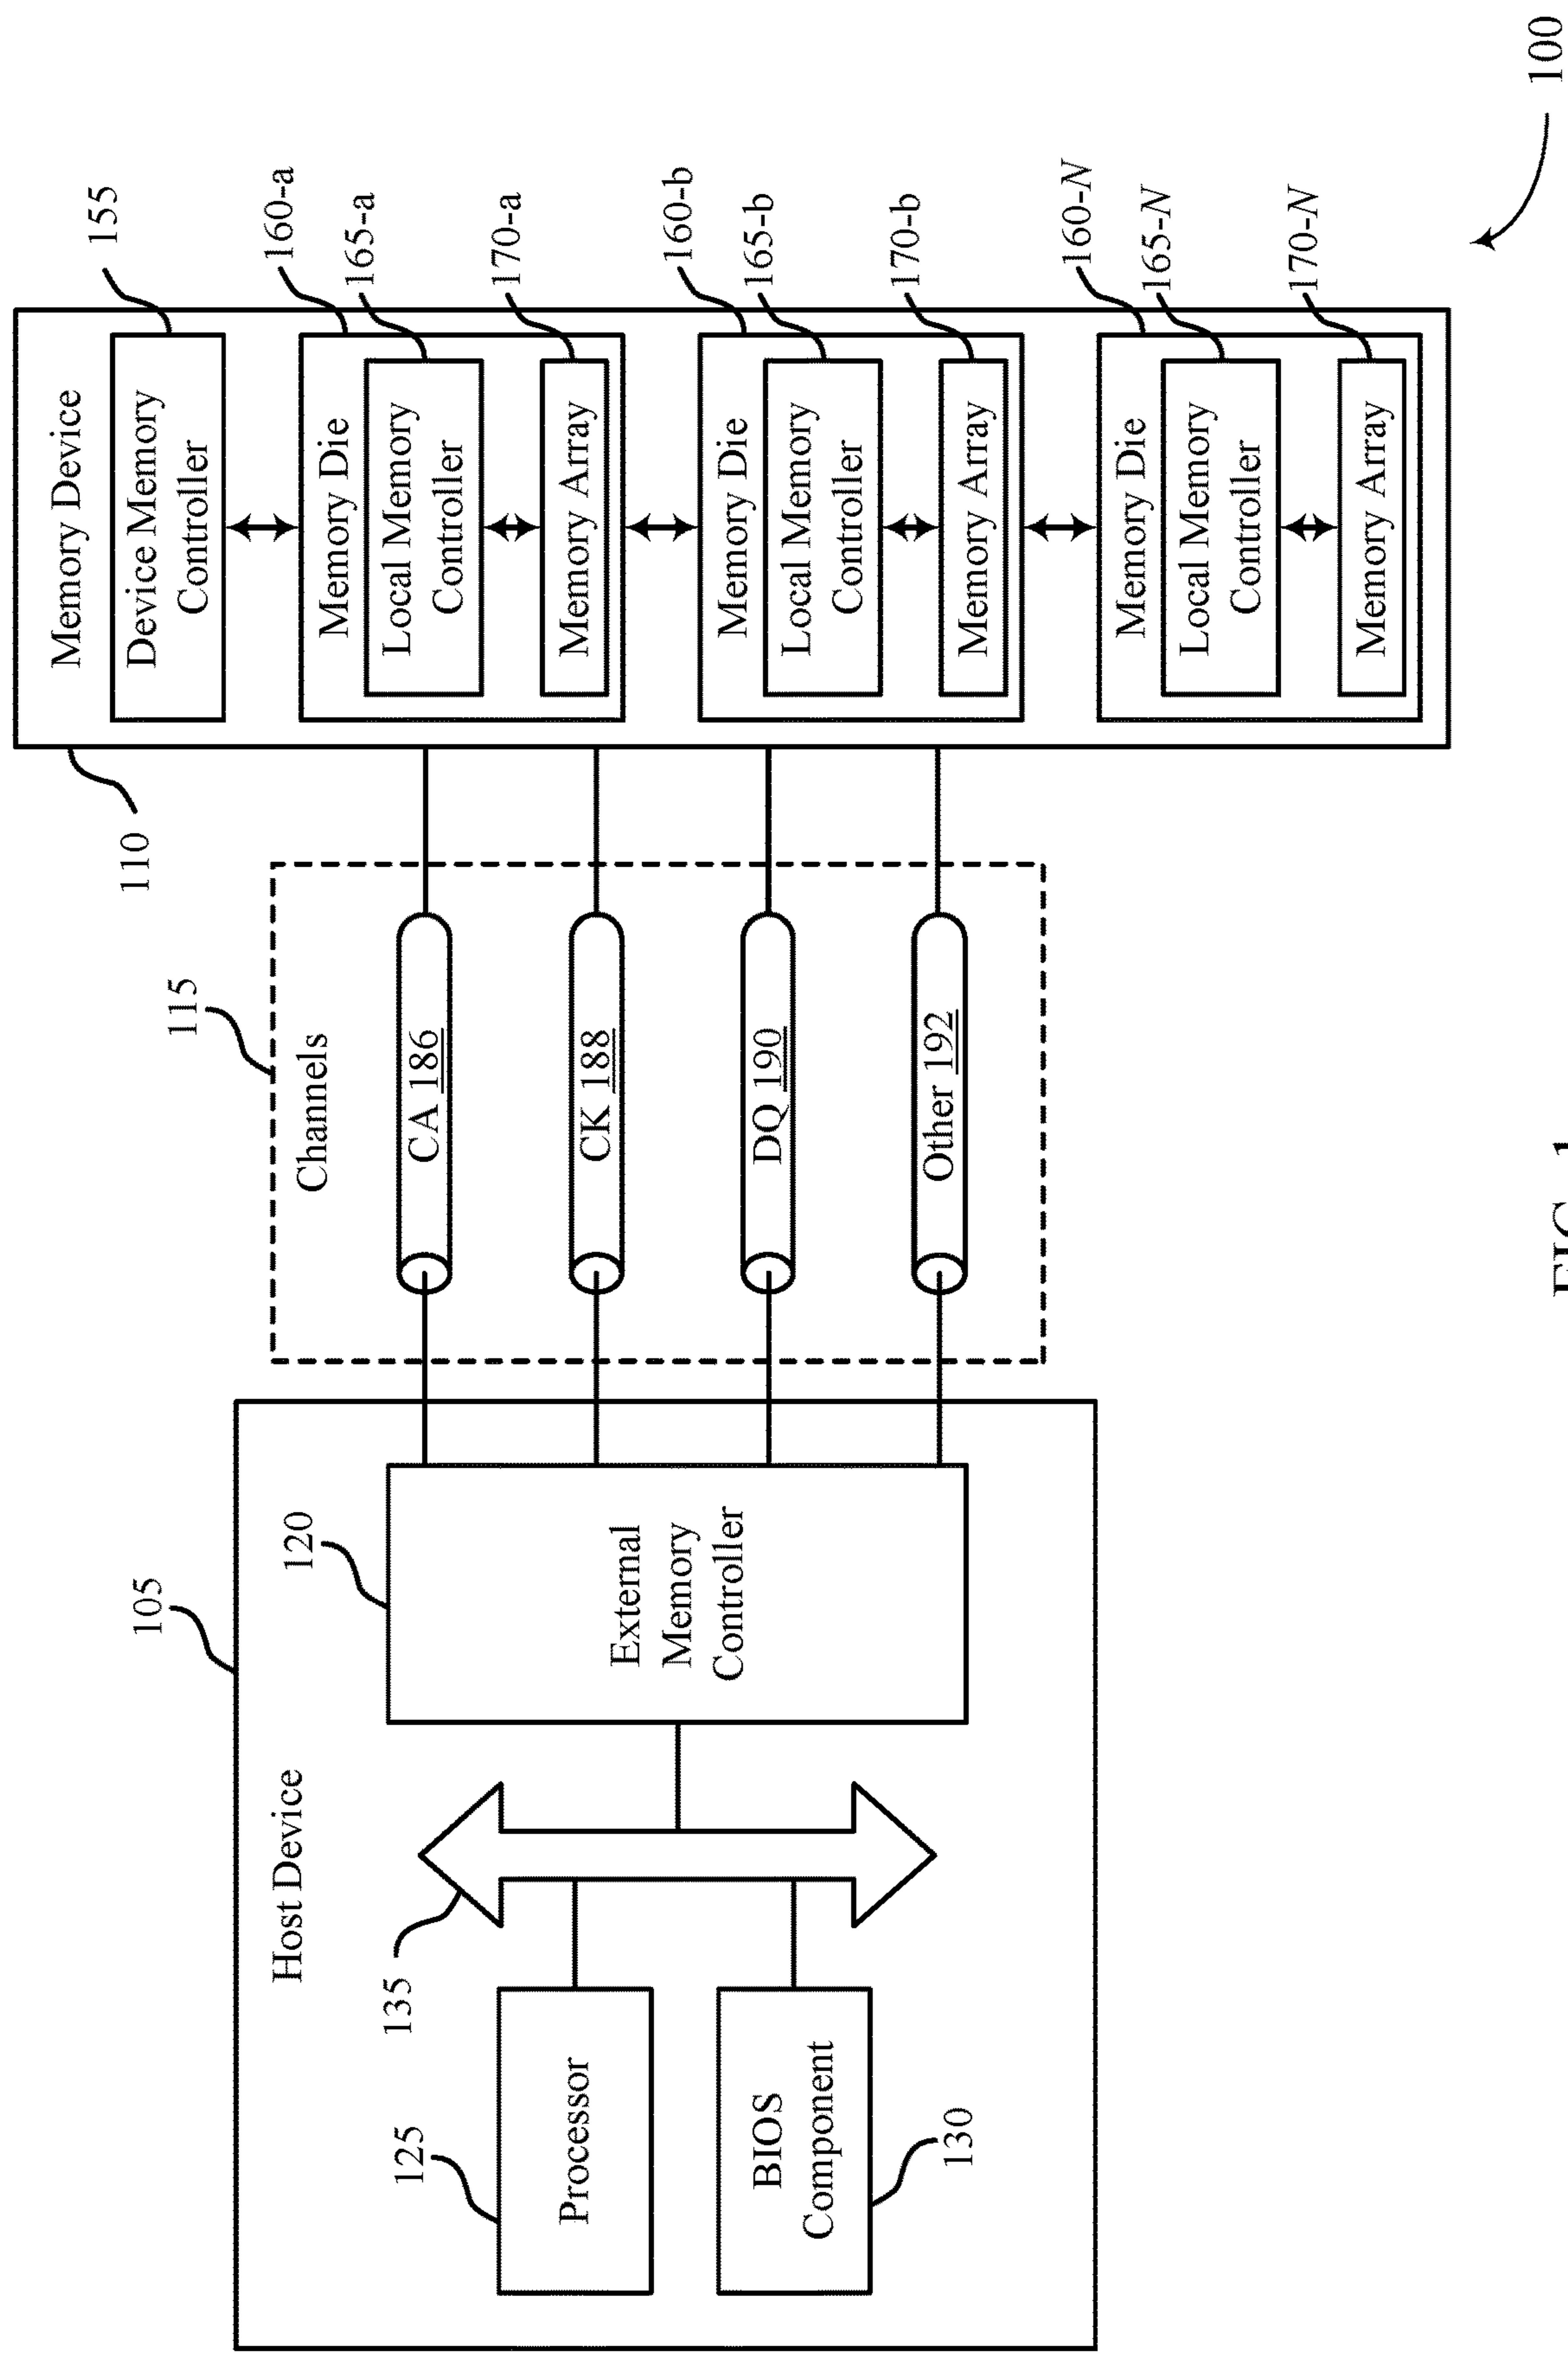 105
Host Device
125
Processor
130
BIOS
Component
135
120
External
Memory
Controller
115
Channels
CA 186
CK 188
DQ 190
Other 192
110
Memory Device
Device Memory
Controller
155
Memory Die
160-a
Local Memory
Controller
165-a
Memory Array
170-a
Memory Die
160-b
Local Memory
Controller
165-b
Memory Array
170-b
Memory Die
160-N
Local Memory
Controller
165-N
Memory Array
170-N
100
FIG. 1